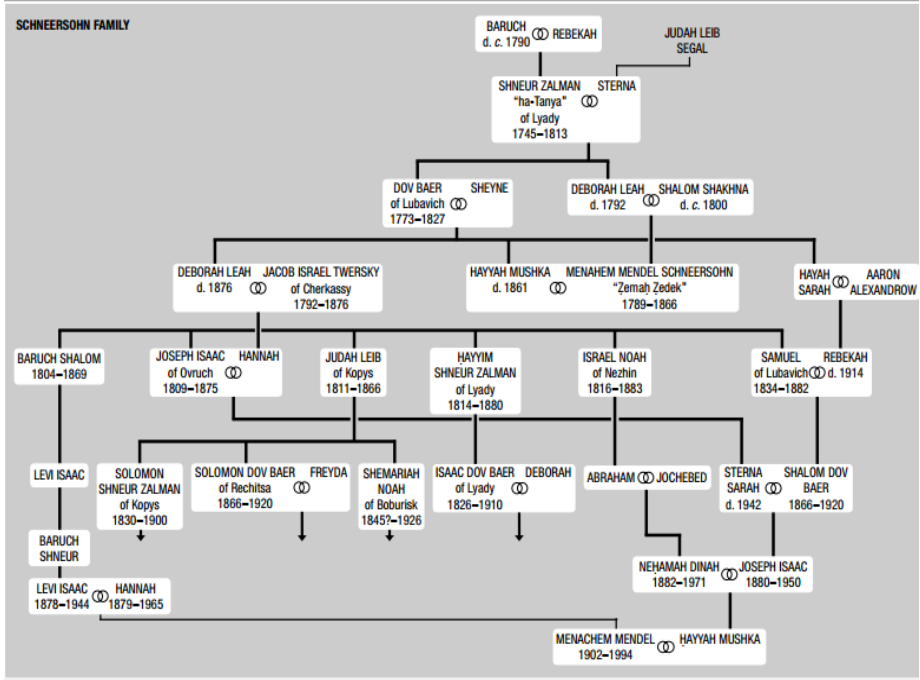 SCHNEERSOHN FAMILY
BARUCH
d. c. 1790
REBEKAH
JUDAH LEIB
SEGAL
SHNEUR ZALMAN
"ha-Tanya"
of Lyady
1745–1813
STERNA
DOV BAER
of Lubavich
1773–1827
SHEYNE
DEBORAH LEAH
d. 1792
SHALOM SHAKHNA
d. c. 1800
DEBORAH LEAH
d. 1876
JACOB ISRAEL TWERSKY
of Cherkassy
1792–1876
HAYYAH MUSHKA
d. 1861
MENAHEM MENDEL SCHNEERSOHN
"Ẓemaḥ Ẓedek"
1789–1866
HAYAH
SARAH
AARON
ALEXANDROW
BARUCH SHALOM
1804–1869
JOSEPH ISAAC
of Ovruch
1809–1875
HANNAH
JUDAH LEIB
of Kopys
1811–1866
ḤAYYIM
SHNEUR ZALMAN
of Lyady
1814–1880
ISRAEL NOAH
of Nezhin
1816–1883
SAMUEL
of Lubavich
1834–1882
REBEKAH
d. 1914
LEVI ISAAC
SOLOMON
SHNEUR ZALMAN
of Kopys
1830–1900
SOLOMON DOV BAER
of Rechitsa
1866–1920
FREYDA
SHEMARIAH
NOAH
of Boburisk
1845?–1926
ISAAC DOV BAER
of Lyady
1826–1910
DEBORAH
ABRAHAM
JOCHEBED
STERNA
SARAH
d. 1942
SHALOM DOV
BAER
1866–1920
BARUCH
SHNEUR
NEḤAMAH DINAH
1882–1971
JOSEPH ISAAC
1880–1950
LEVI ISAAC
1878–1944
HANNAH
1879–1965
MENACHEM MENDEL
1902–1994
ḤAYYAH MUSHKA